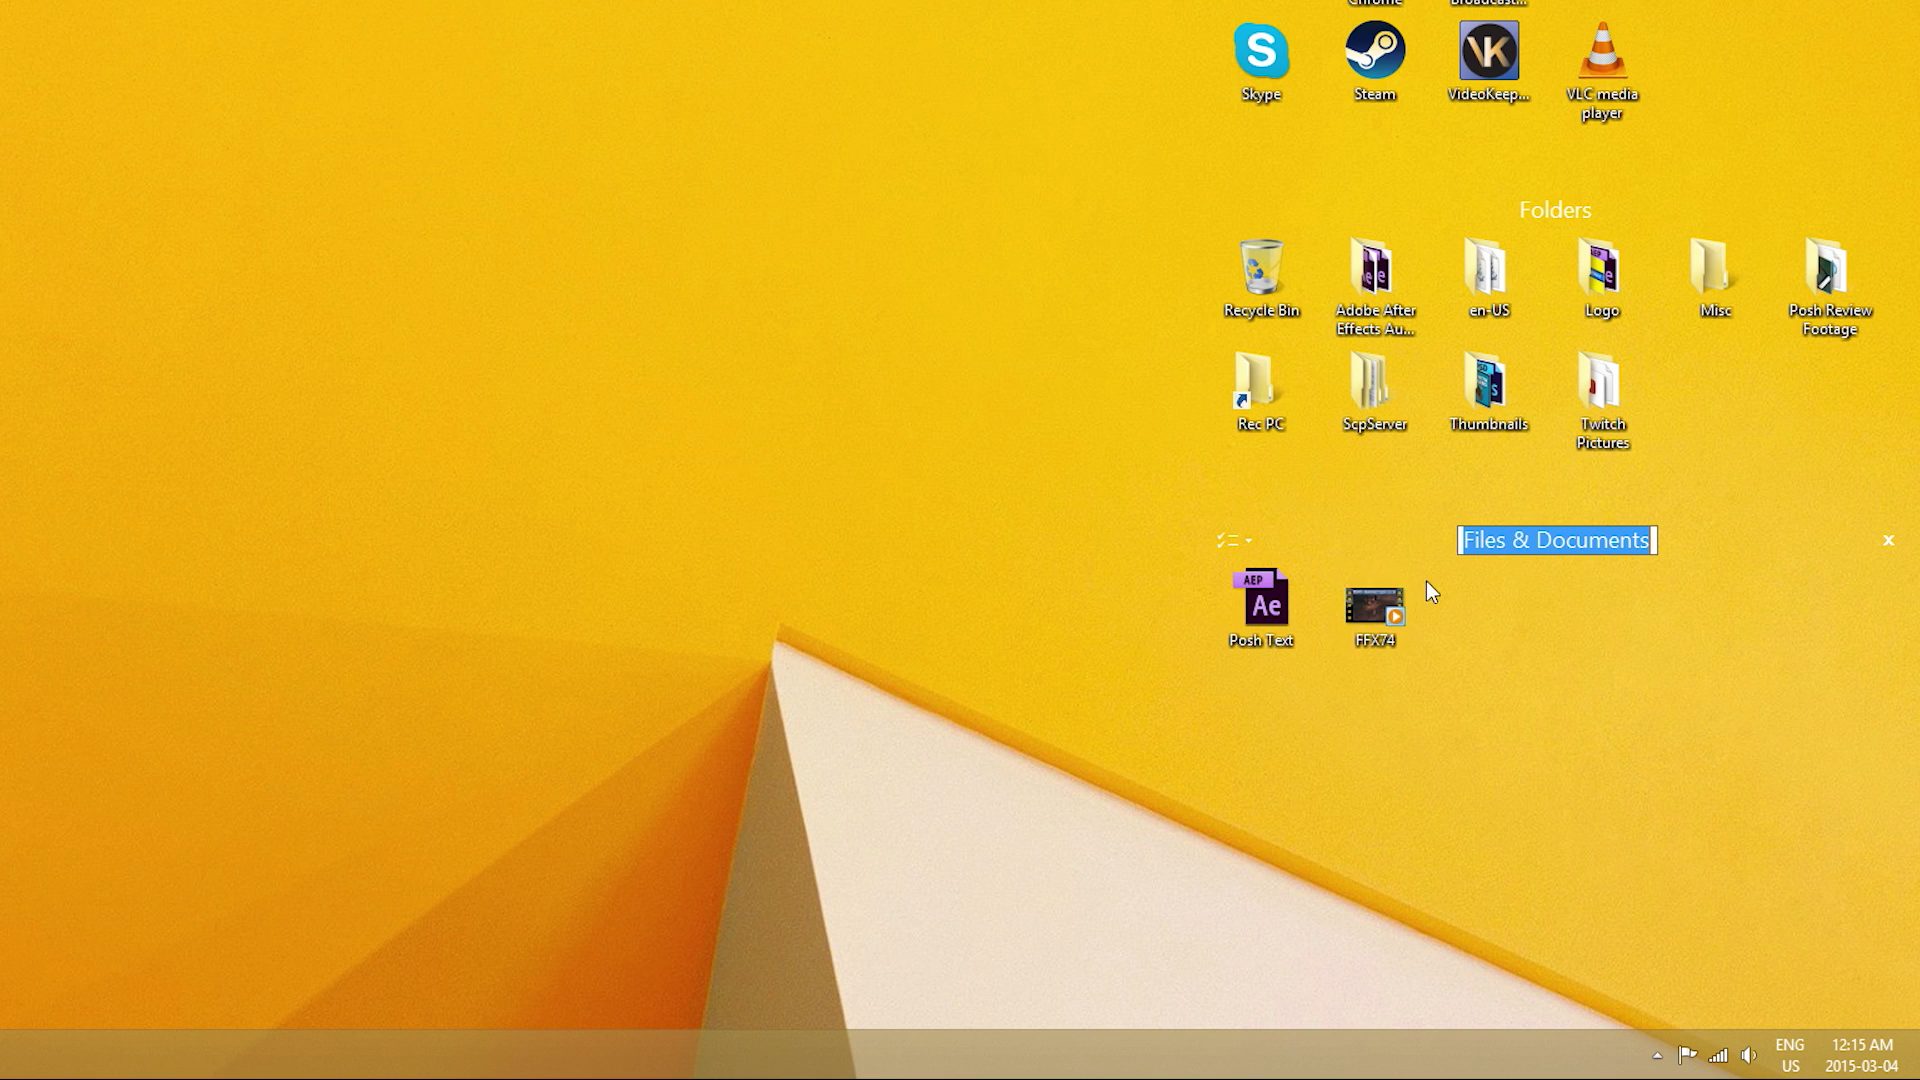 Chrome
Broadcast...
Skype
Steam
VideoKeep...
VLC media
player
Folders
Recycle Bin
Adobe After
Effects Au...
en-US
Logo
Misc
Posh Review
Footage
Rec PC
ScpServer
Thumbnails
Twitch
Pictures
Files & Documents
AEP
Ae
Posh Text
FFX74
ENG
US
12:15 AM
2015-03-04